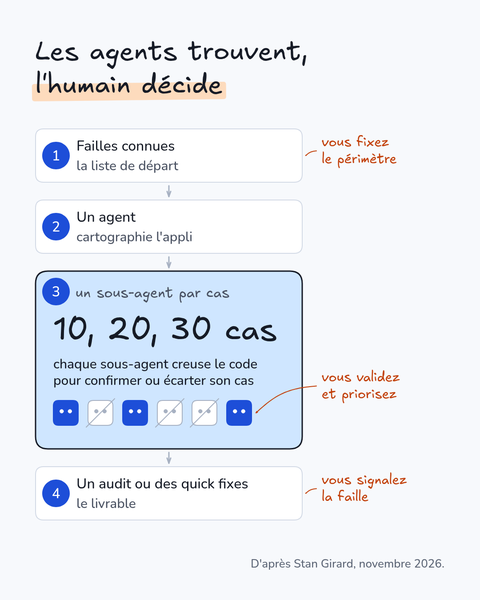 Les agents trouvent,
l'humain décide
1
Failles connues
la liste de départ
vous fixez
le périmètre
2
Un agent
cartographie l'appli
3
un sous-agent par cas
10, 20, 30 cas
chaque sous-agent creuse le code
pour confirmer ou écarter son cas
vous validez
et priorisez
4
Un audit ou des quick fixes
le livrable
vous signalez
la faille
D'après Stan Girard, novembre 2026.